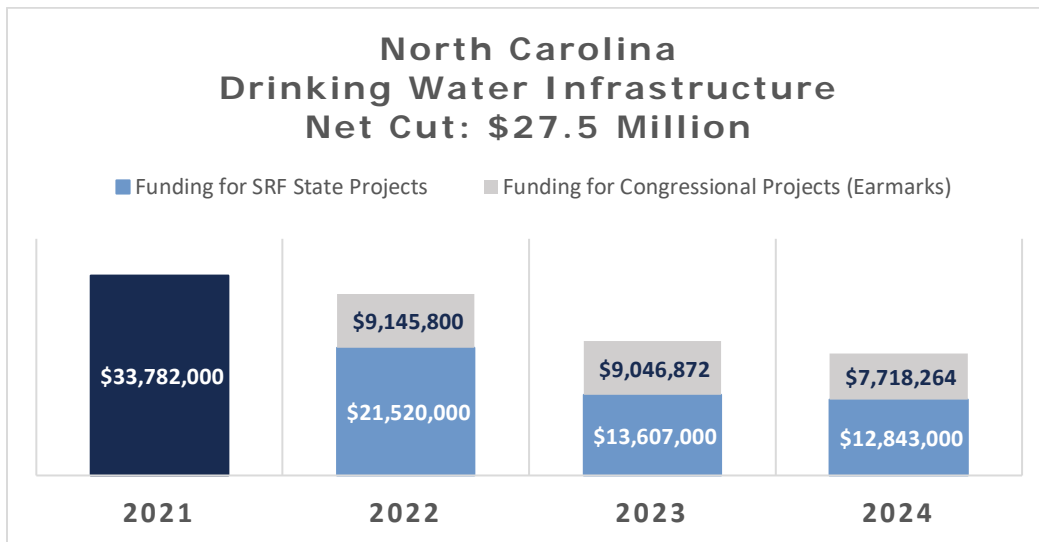 North Carolina
Drinking Water Infrastructure
Net Cut: $27.5 Million
Funding for SRF State Projects Funding for Congressional Projects (Earmarks)
$33,782,000
$9,145,800
$21,520,000
$9,046,872
$13,607,000
$7,718,264
$12,843,000
2021 2022 2023 2024